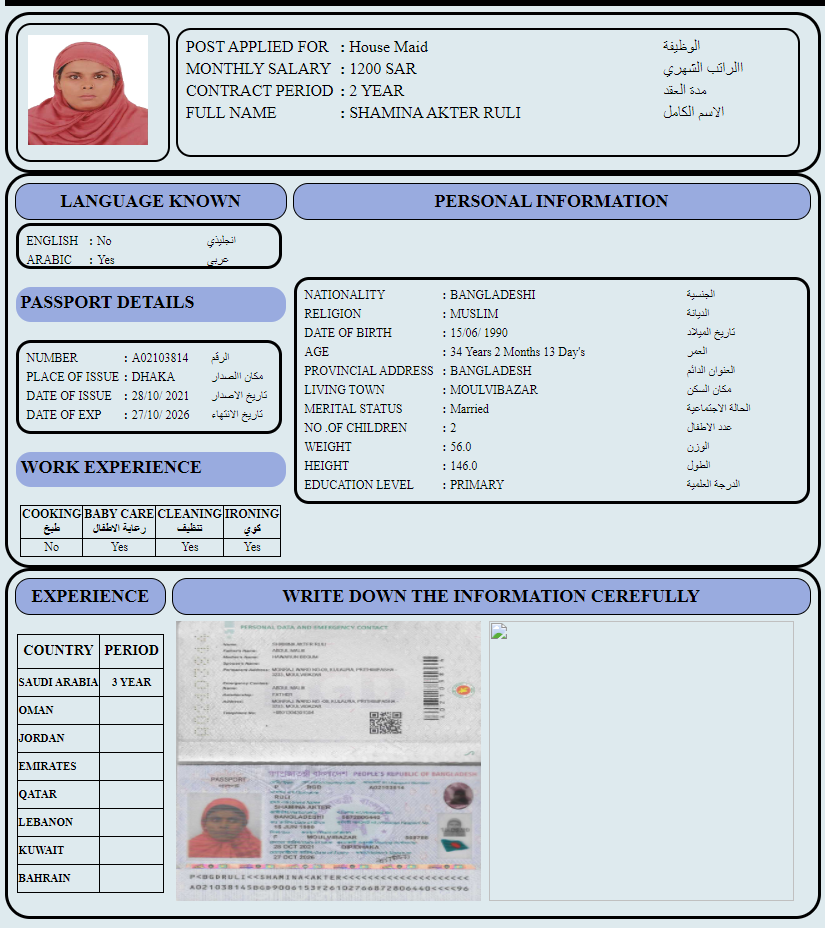 POST APPLIED FOR : House Maid الوظيفة
MONTHLY SALARY : 1200 SAR االراتب الشهري
CONTRACT PERIOD : 2 YEAR مدة العقد
FULL NAME : SHAMINA AKTER RULI الاسم الكامل
LANGUAGE KNOWN
ENGLISH : No انجليذي
ARABIC : Yes عربي
PASSPORT DETAILS
NUMBER : A02103814 الرقم
PLACE OF ISSUE : DHAKA مكان االصدار
DATE OF ISSUE : 28/10/ 2021 تاريخ الاصدار
DATE OF EXP : 27/10/ 2026 تاريخ الانتهاء
WORK EXPERIENCE
COOKING BABY CARE CLEANING IRONING
طبخ رعاية الاطفال تنظيف كوي
No Yes Yes Yes
PERSONAL INFORMATION
NATIONALITY : BANGLADESHI الجنسية
RELIGION : MUSLIM الديانة
DATE OF BIRTH : 15/06/ 1990 تاريخ الميلاد
AGE : 34 Years 2 Months 13 Day's العمر
PROVINCIAL ADDRESS : BANGLADESH العنوان الدائم
LIVING TOWN : MOULVIBAZAR مكان السكن
MERITAL STATUS : Married الحالة الاجتماعية
NO .OF CHILDREN : 2 عدد الاطفال
WEIGHT : 56.0 الوزن
HEIGHT : 146.0 الطول
EDUCATION LEVEL : PRIMARY الدرجة العلمية
EXPERIENCE
COUNTRY PERIOD
SAUDI ARABIA 3 YEAR
OMAN
JORDAN
EMIRATES
QATAR
LEBANON
KUWAIT
BAHRAIN
WRITE DOWN THE INFORMATION CEREFULLY
PERSONAL DATA AND EMERGENCY CONTACT
PASSPORT
PEOPLE'S REPUBLIC OF BANGLADESH
P BGD A02103814
RULI
SHAMINA AKTER
BANGLADESHI
MOULVIBAZAR
28 OCT 2021
27 OCT 2026